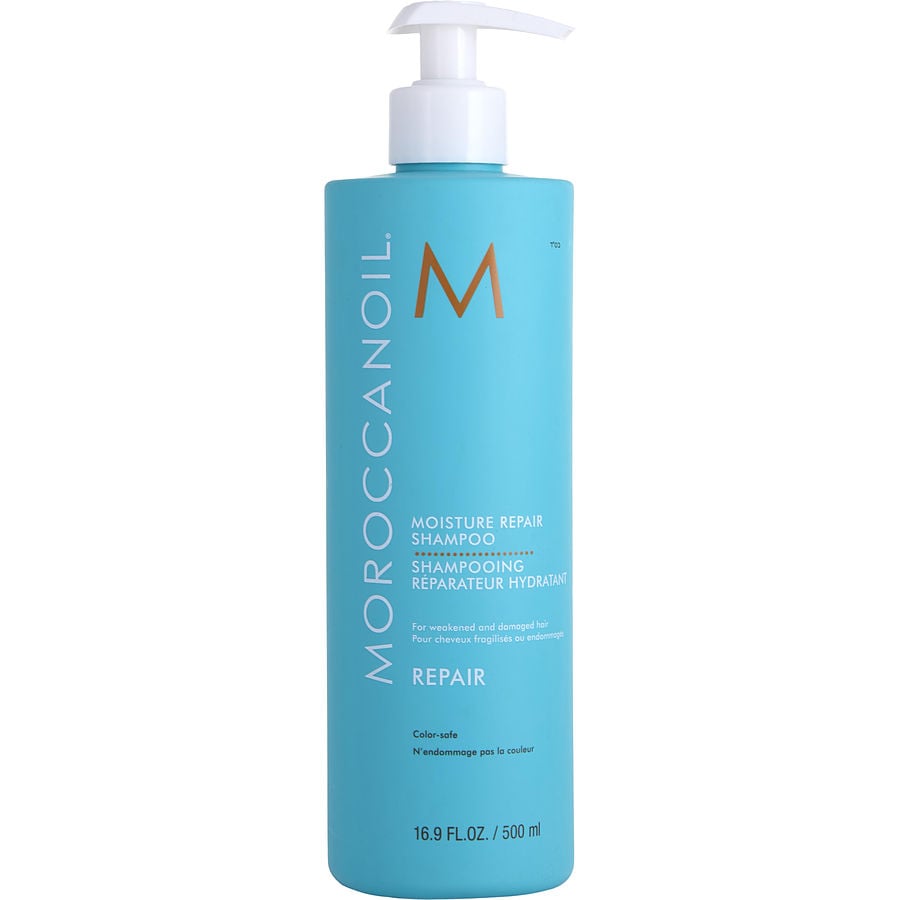 MOROCCANOIL®
M
בס"ד
MOISTURE REPAIR
SHAMPOO
SHAMPOOING
RÉPARATEUR HYDRATANT
For weakened and damaged hair
Pour cheveux fragilisés ou endommagés
REPAIR
Color-safe
N'endommage pas la couleur
16.9 FL.OZ. / 500 ml